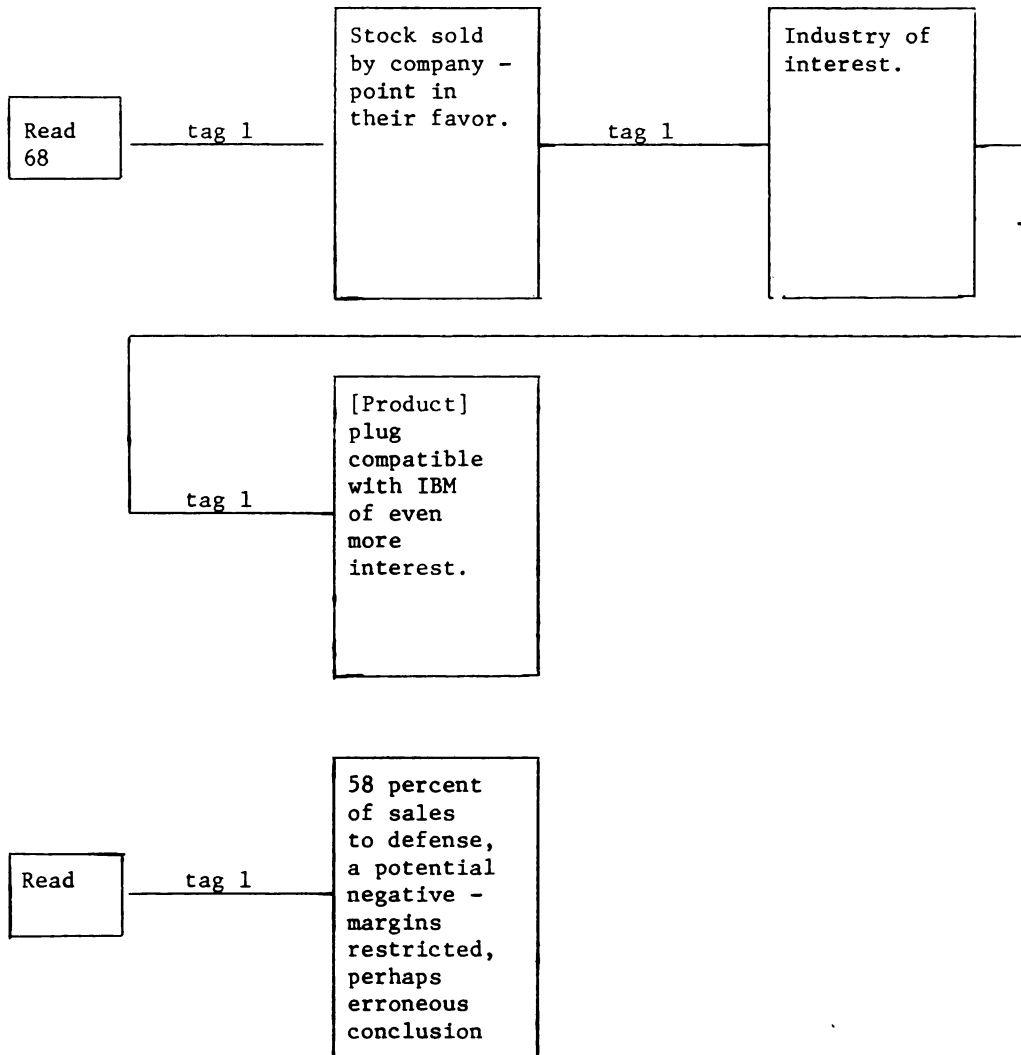 Read
68
tag 1
Stock sold
by company -
point in
their favor.
tag 1
Industry of
interest.
tag 1
[Product]
plug
compatible
with IBM
of even
more
interest.
Read
tag 1
58 percent
of sales
to defense,
a potential
negative -
margins
restricted,
perhaps
erroneous
conclusion